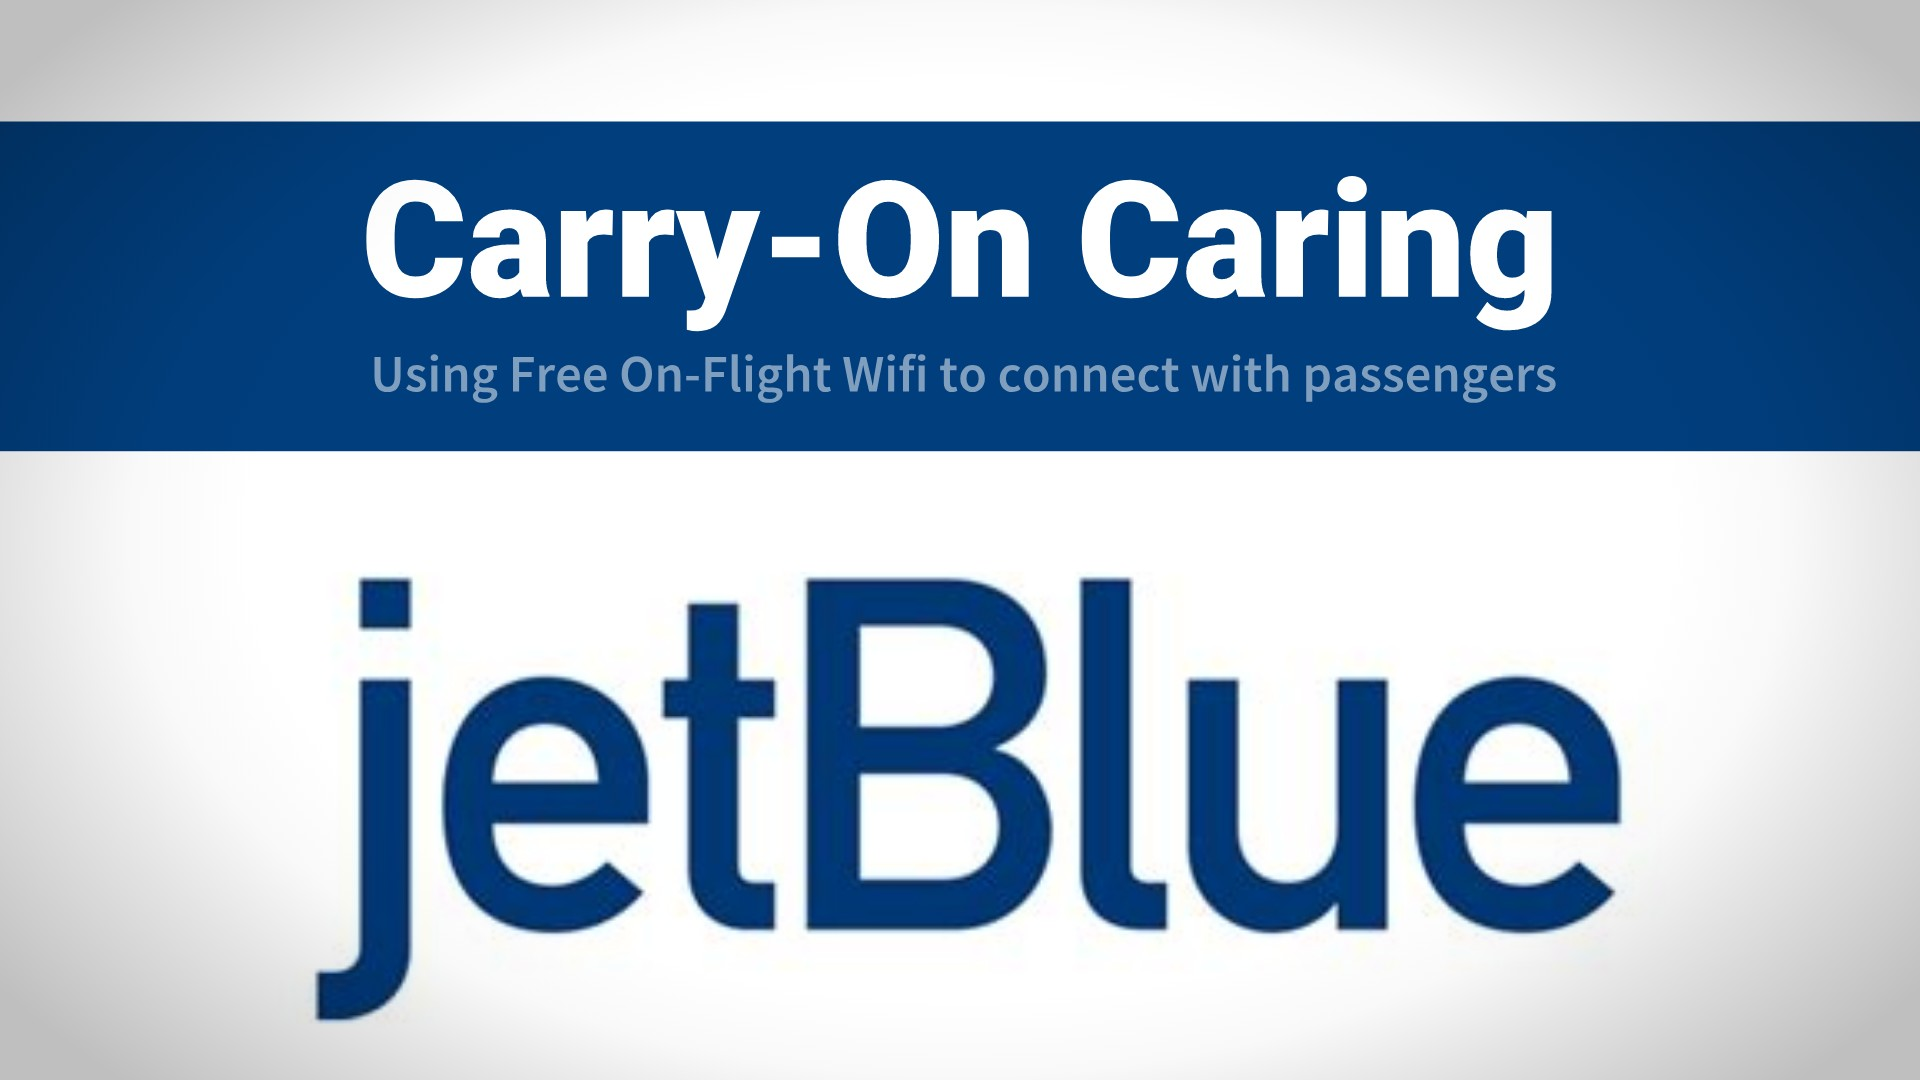 Carry-On Caring
Using Free On-Flight Wifi to connect with passengers
jetBlue